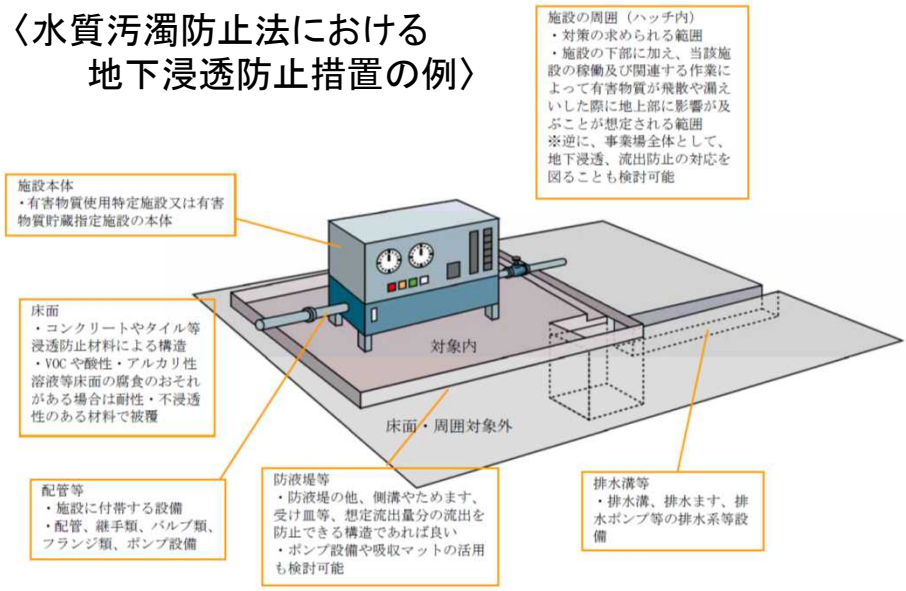 〈水質汚濁防止法における
地下浸透防止措置の例〉
施設の周囲（ハッチ内）
・対策の求められる範囲
・施設の下部に加え、当該施
設の稼働及び関連する作業に
よって有害物質が飛散や漏え
いした際に地上部に影響が及
ぶことが想定される範囲
※逆に、事業場全体として、
地下浸透、流出防止の対応を
図ることも検討可能
施設本体
・有害物質使用特定施設又は有害
物質貯蔵指定施設の本体
床面
・コンクリートやタイル等
浸透防止材料による構造
・VOCや酸性・アルカリ性
溶液等床面の腐食のおそれ
がある場合は耐性・不浸透
性のある材料で被覆
対象内
床面・周囲対象外
配管等
・施設に付帯する設備
・配管、継手類、バルブ類、
フランジ類、ポンプ設備
防液堤等
・防液堤の他、側溝やためます、
受け皿等、想定流出量分の流出を
防止できる構造であれば良い
・ポンプ設備や吸収マットの活用
も検討可能
排水溝等
・排水溝、排水ます、排
水ポンプ等の排水系等設
備